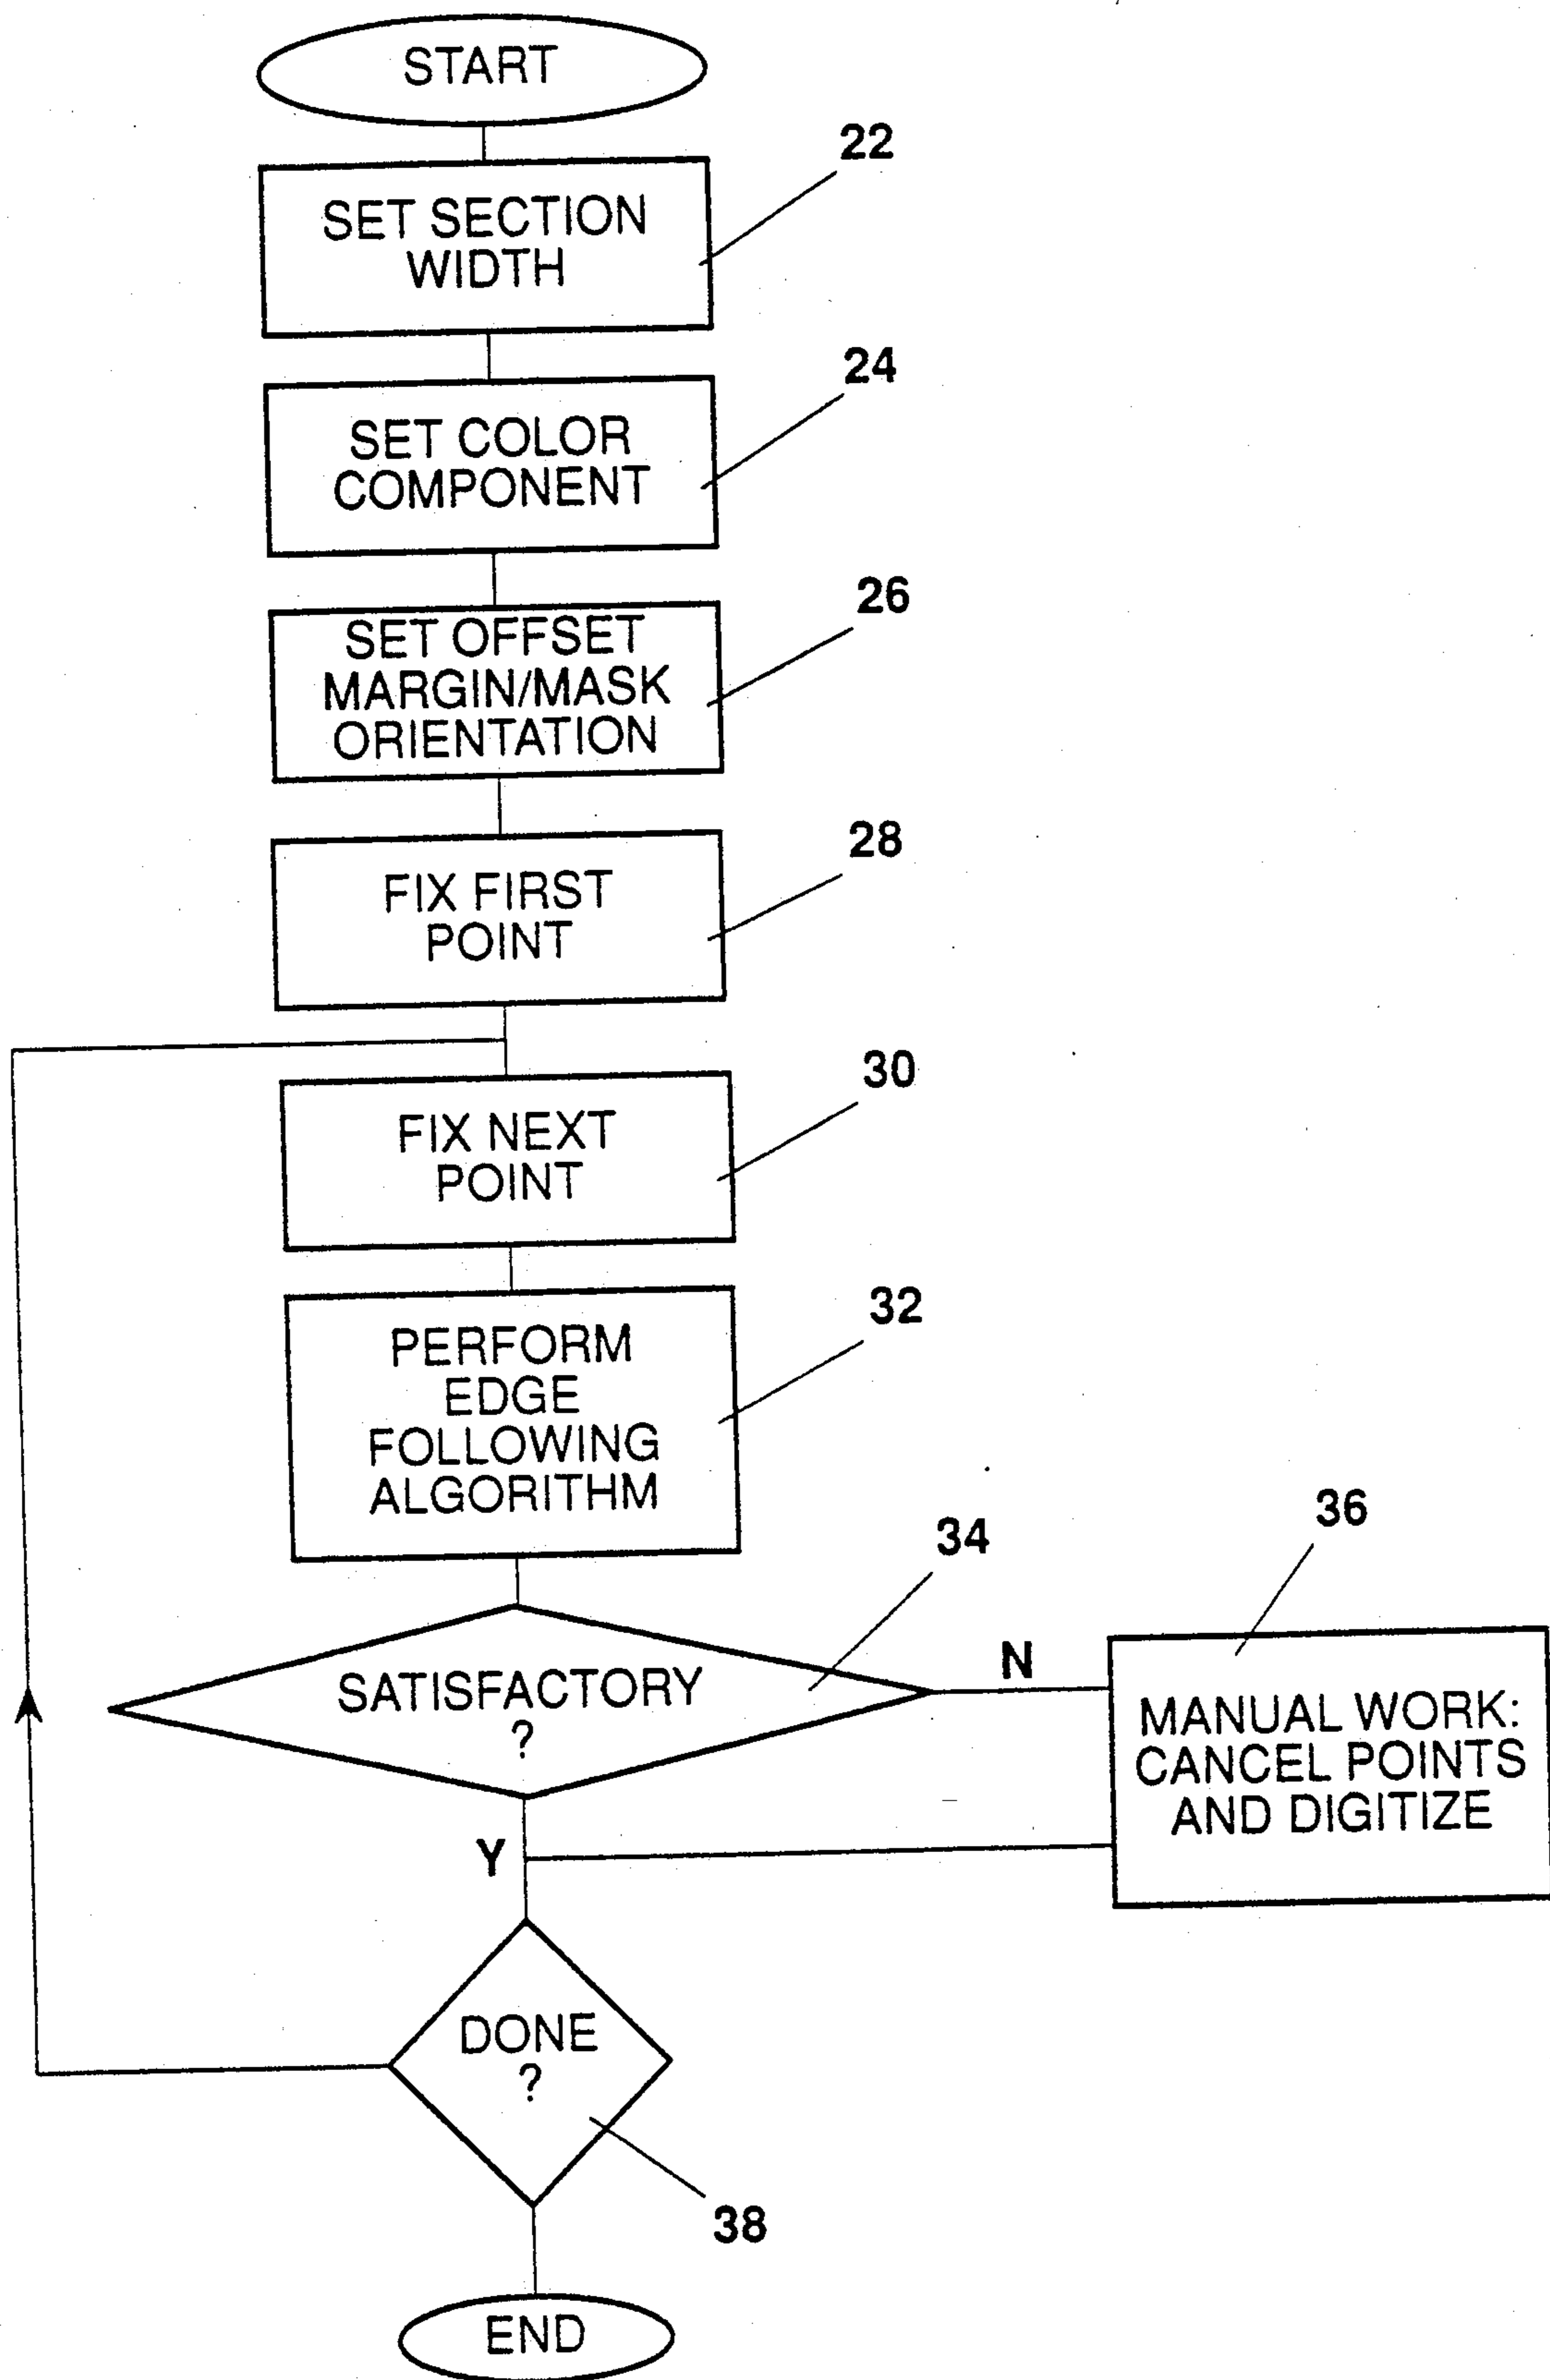 START
22
SET SECTION
WIDTH
24
SET COLOR
COMPONENT
26
SET OFFSET
MARGIN/MASK
ORIENTATION
28
FIX FIRST
POINT
30
FIX NEXT
POINT
32
PERFORM
EDGE
FOLLOWING
ALGORITHM
34
SATISFACTORY
?
N
36
MANUAL WORK:
CANCEL POINTS
AND DIGITIZE
Y
DONE
?
38
END